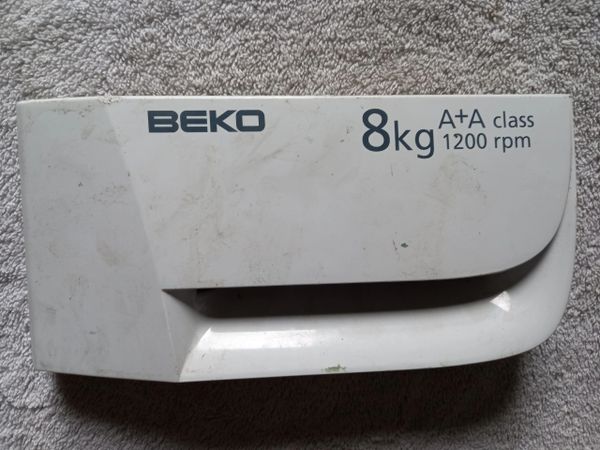 BEKO
8kg A+A class
1200 rpm